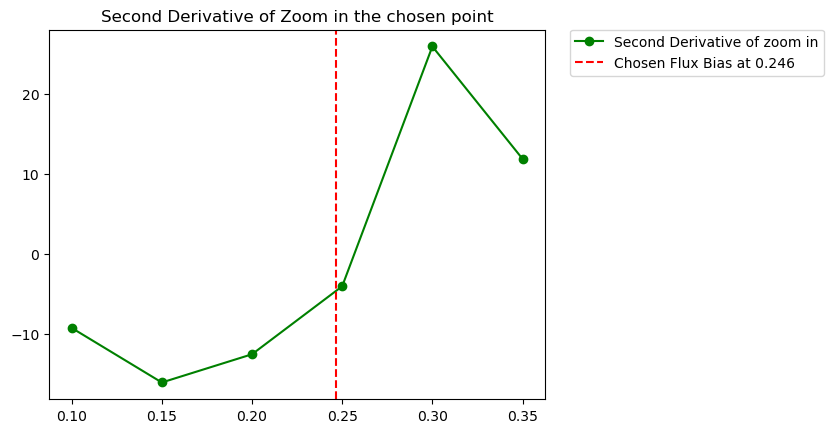 Second Derivative of Zoom in the chosen point
Second Derivative of zoom in
Chosen Flux Bias at 0.246
20
10
0
−10
0.10 0.15 0.20 0.25 0.30 0.35